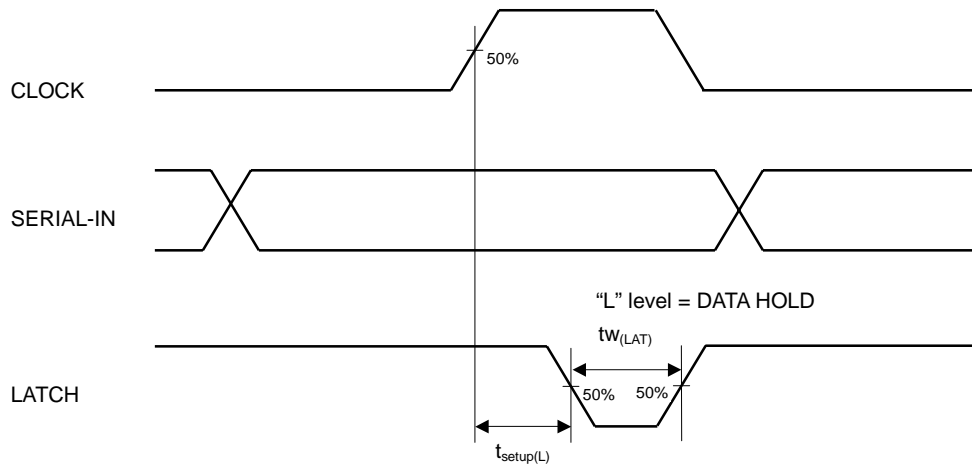 50%
CLOCK
SERIAL-IN
“L” level = DATA HOLD
tw(LAT)
LATCH
50%
50%
tsetup(L)